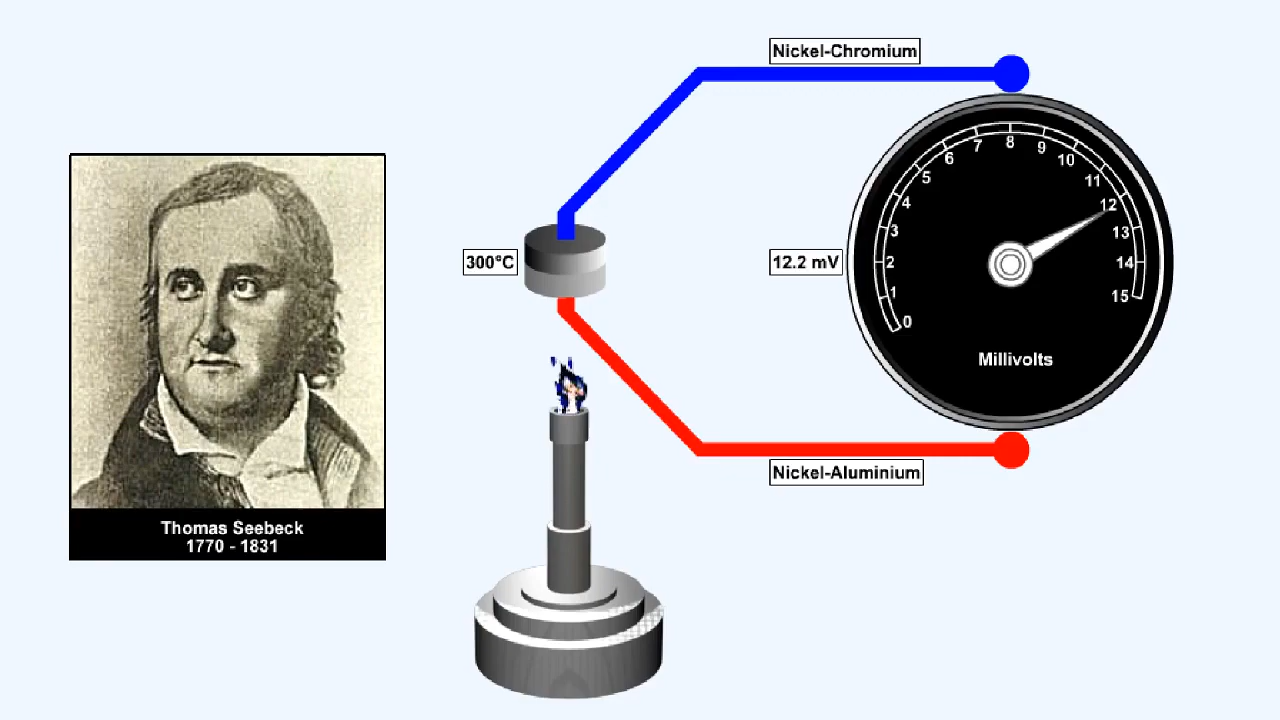 Nickel-Chromium
300°C
12.2 mV
0
1
2
3
4
5
6
7
8
9
10
11
12
13
14
15
Millivolts
Nickel-Aluminium
Thomas Seebeck
1770 - 1831